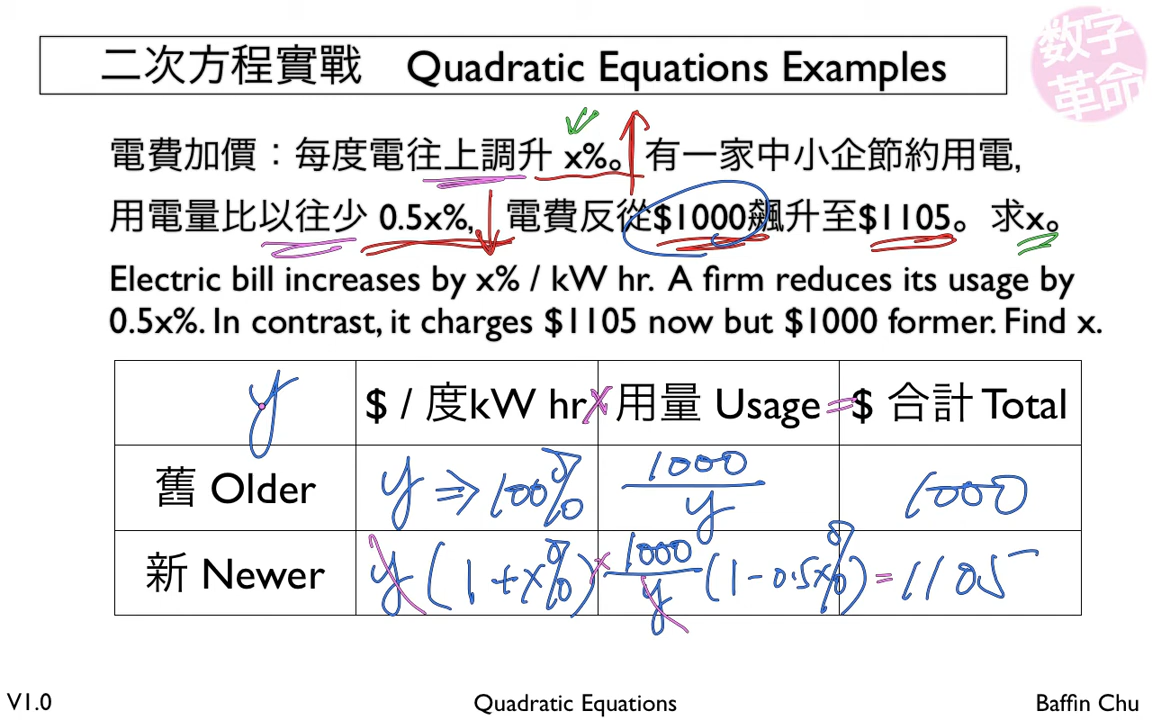 二次方程實戰 Quadratic Equations Examples
数字
革命
電費加價：每度電往上調升 x%。有一家中小企節約用電,
用電量比以往少 0.5x%, 電費反從$1000飆升至$1105。求x。
Electric bill increases by x% / kW hr. A firm reduces its usage by
0.5x%. In contrast, it charges $1105 now but $1000 former. Find x.
y $ / 度kW hr × 用量 Usage = $ 合計 Total
舊 Older y ⇒ 100% 1000/y 1000
新 Newer y (1+x%) × 1000/y (1-0.5x%) = 1105
V1.0 Quadratic Equations Baffin Chu